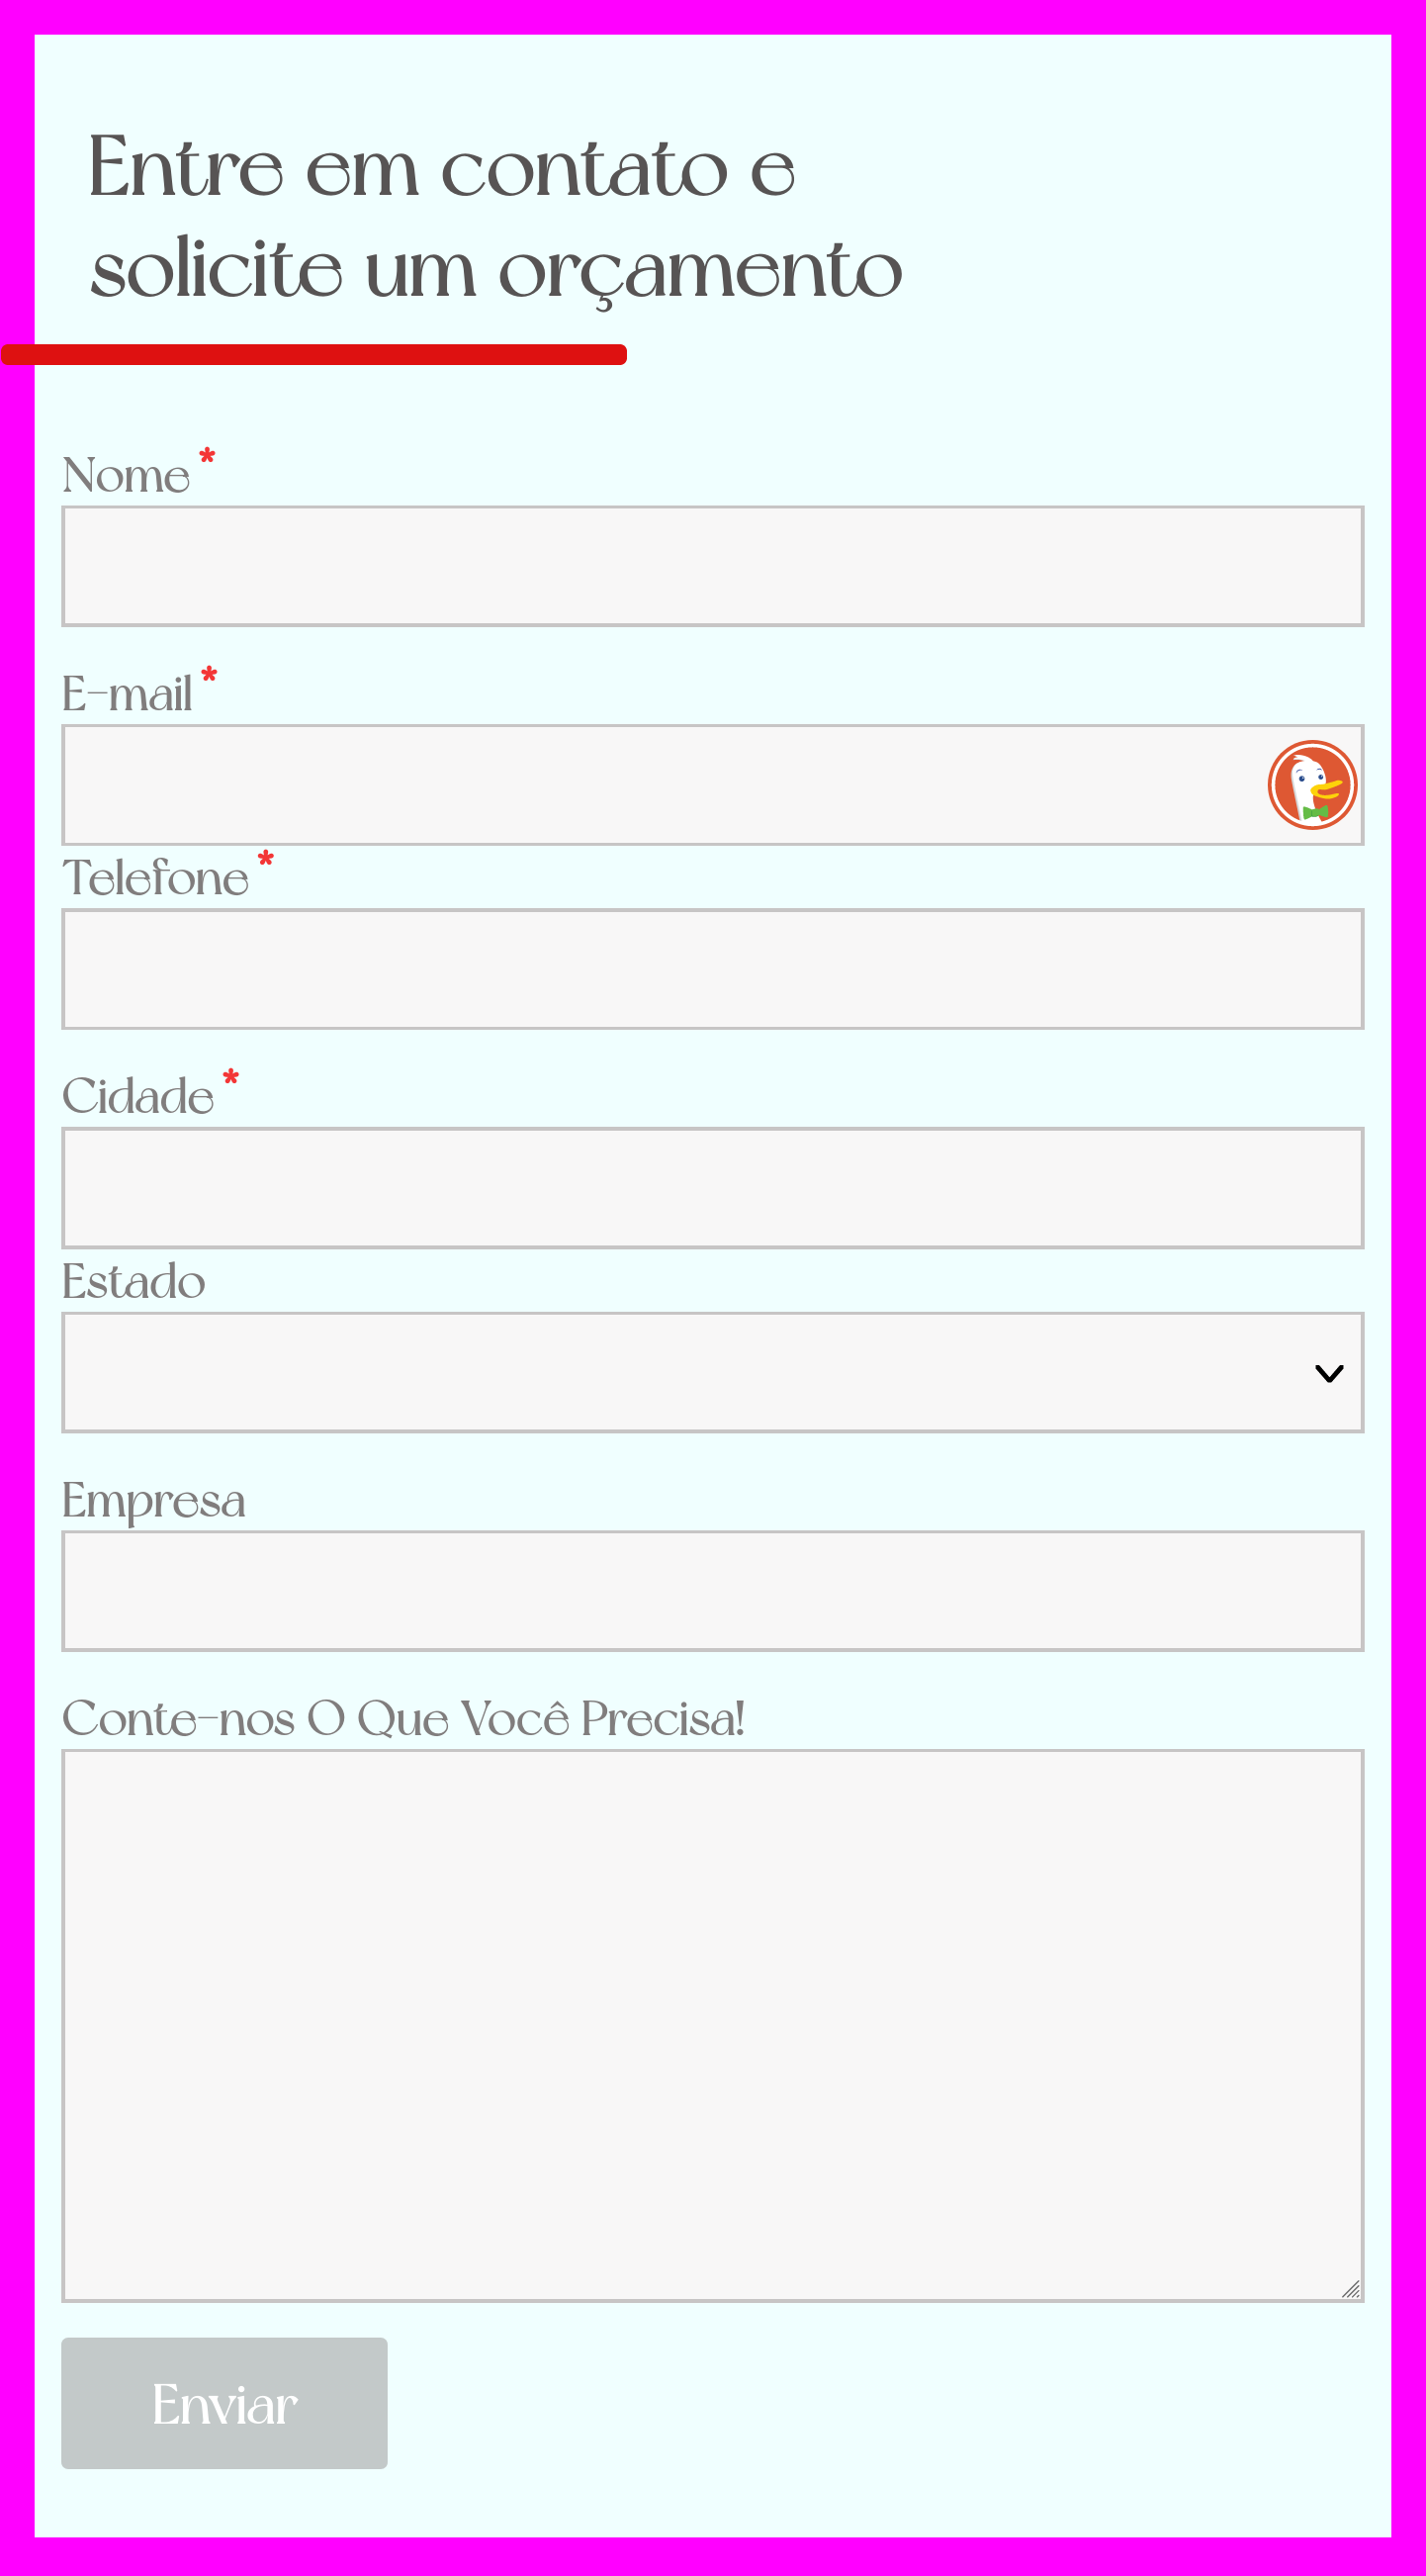 Entre em contato e
solicite um orçamento
Nome *
E-mail *
Telefone *
Cidade *
Estado
Empresa
Conte-nos O Que Você Precisa!
Enviar